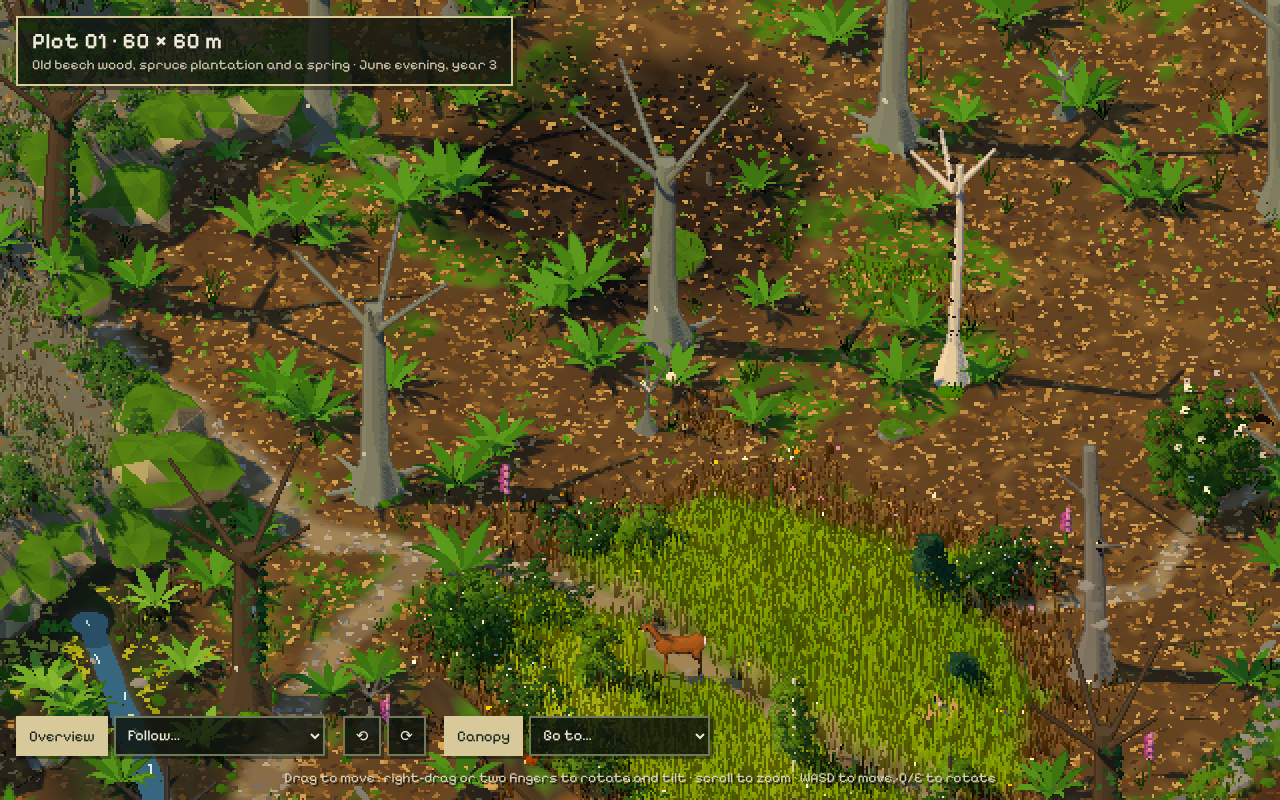 Plot 01 · 60 × 60 m
Old beech wood, spruce plantation and a spring · June evening, year 3
Overview
Follow...
⟲
⟳
Canopy
Go to...
Drag to move · right-drag or two fingers to rotate and tilt · scroll to zoom · WASD to move, Q/E to rotate